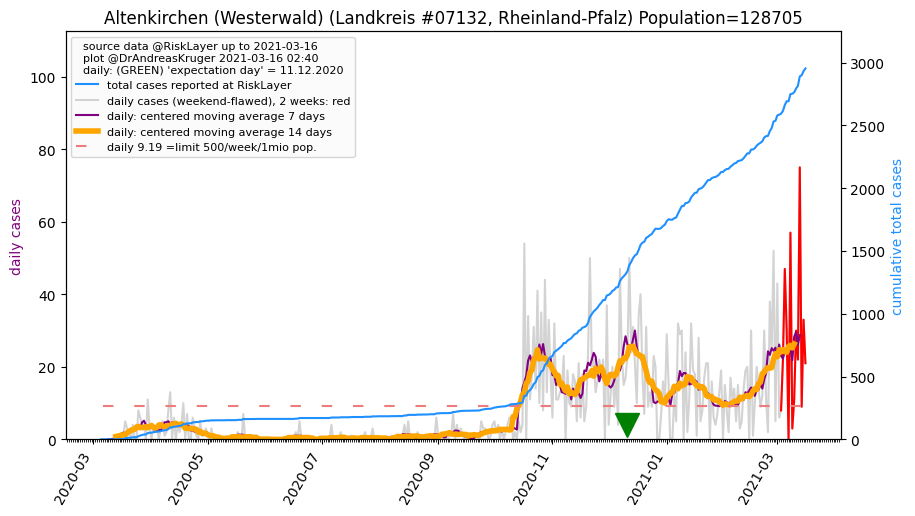 Altenkirchen (Westerwald) (Landkreis #07132, Rheinland-Pfalz) Population=128705
source data @RiskLayer up to 2021-03-16
plot @DrAndreasKruger 2021-03-16 02:40
daily: (GREEN) 'expectation day' = 11.12.2020
total cases reported at RiskLayer
daily cases (weekend-flawed), 2 weeks: red
daily: centered moving average 7 days
daily: centered moving average 14 days
daily 9.19 =limit 500/week/1mio pop.
daily cases
100
80
60
40
20
0
cumulative total cases
3000
2500
2000
1500
1000
500
0
2020-03
2020-05
2020-07
2020-09
2020-11
2021-01
2021-03